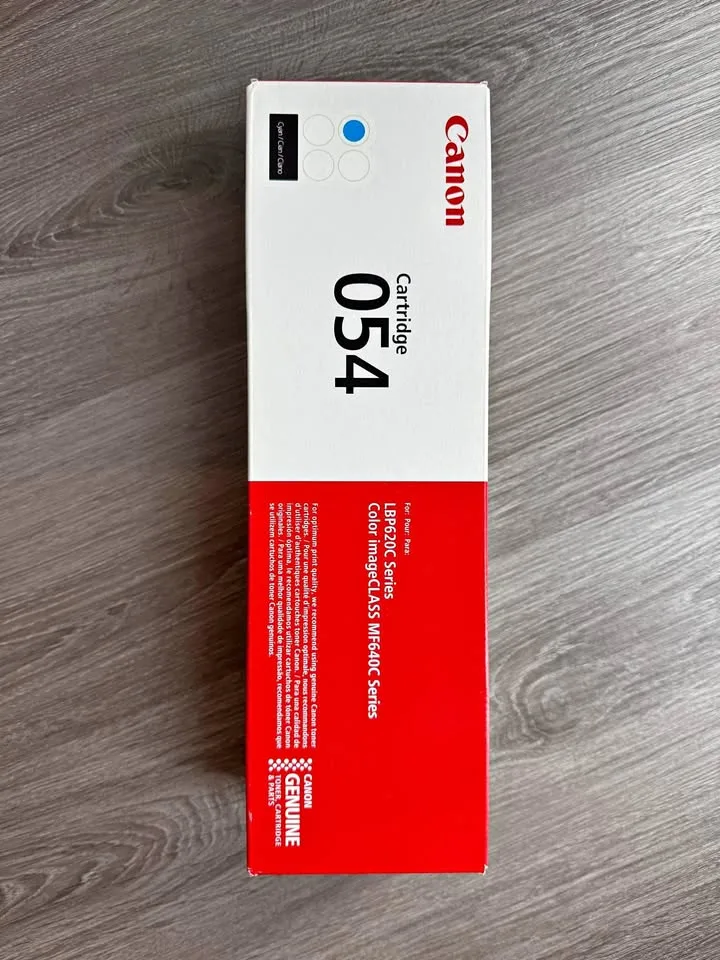 Canon
Cyan / Cian / Ciano
Cartridge
054
For: Pour: Para:
LBP620C Series
Color imageCLASS MF640C Series
For optimum print quality, we recommend using genuine Canon toner
cartridges. / Pour une qualité d'impression optimale, nous recommandons
d'utiliser d'authentiques cartouches toner Canon. / Para una calidad de
impresión óptima, le recomendamos utilizar cartuchos de tóner Canon
originales. / Para uma melhor qualidade de impressão, recomendamos que
se utilizem cartuchos de toner Canon genuínos.
CANON
GENUINE
TONER, CARTRIDGE
& PARTS